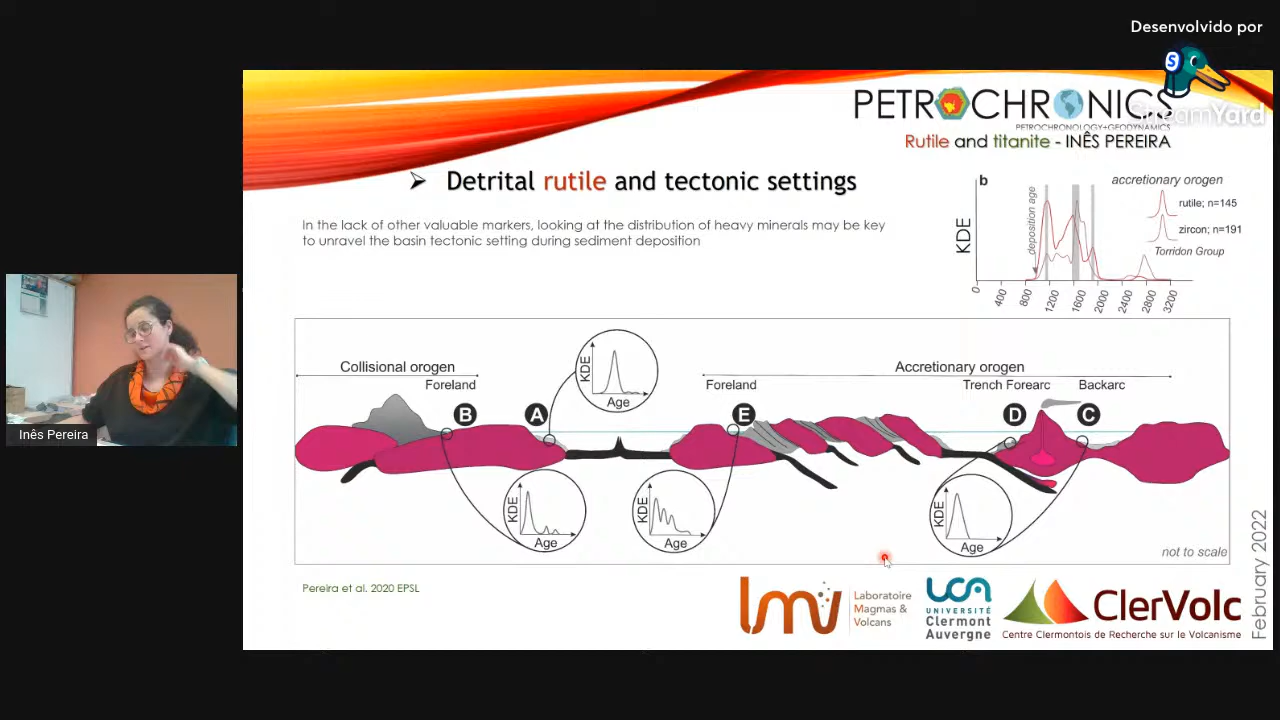 Desenvolvido por
S
StreamYard
PETROCHRONICS
PETROCHRONOLOGY+GEODYNAMICS
Rutile and titanite - INÊS PEREIRA
➢ Detrital rutile and tectonic settings
In the lack of other valuable markers, looking at the distribution of heavy minerals may be key
to unravel the basin tectonic setting during sediment deposition
b
accretionary orogen
KDE
deposition age
rutile; n=145
zircon; n=191
Torridon Group
0 400 800 1200 1600 2000 2400 2800 3200
Collisional orogen
Foreland
KDE
Age
Accretionary orogen
Foreland
Trench Forearc
Backarc
B
A
E
D
C
KDE
Age
KDE
Age
KDE
Age
not to scale
Inês Pereira
Pereira et al. 2020 EPSL
lmv
Laboratoire
Magmas &
Volcans
UCA
UNIVERSITÉ
Clermont
Auvergne
ClerVolc
Centre Clermontois de Recherche sur le Volcanisme
February 2022